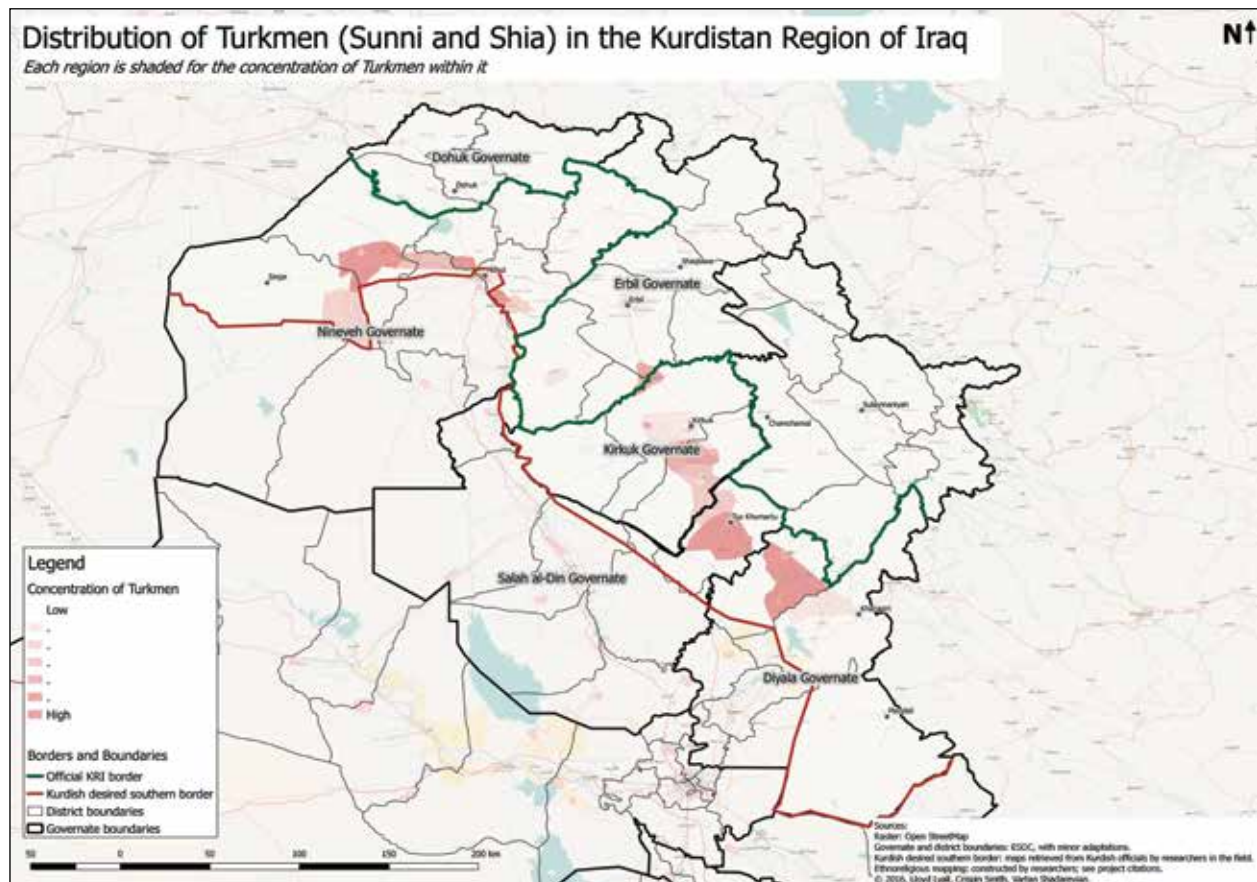 Distribution of Turkmen (Sunni and Shia) in the Kurdistan Region of Iraq
Each region is shaded for the concentration of Turkmen within it
N↑
Dohuk Governate
Dohuk
Shaqlawa
Erbil Governate
Erbil
Sinjar
Nineveh Governate
Sulaymaniyah
Chamchamal
Kirkuk
Kirkuk Governate
Tuz Khurmatu
Salah al-Din Governate
Khanaqin
Diyala Governate
Mandali
Legend
Concentration of Turkmen
Low
-
-
-
-
-
High
Borders and Boundaries
Official KRI border
Kurdish desired southern border
District boundaries
Governate boundaries
50 0 50 100 150 200 km
Sources:
Raster: Open StreetMap
Governate and district boundaries: ESOC, with minor adaptations.
Kurdish desired southern border: maps retrieved from Kurdish officials by researchers in the field.
Ethnoreligious mapping: constructed by researchers; see project citations.
© 2016, Crispin Smith, Vartan Shadarevian.